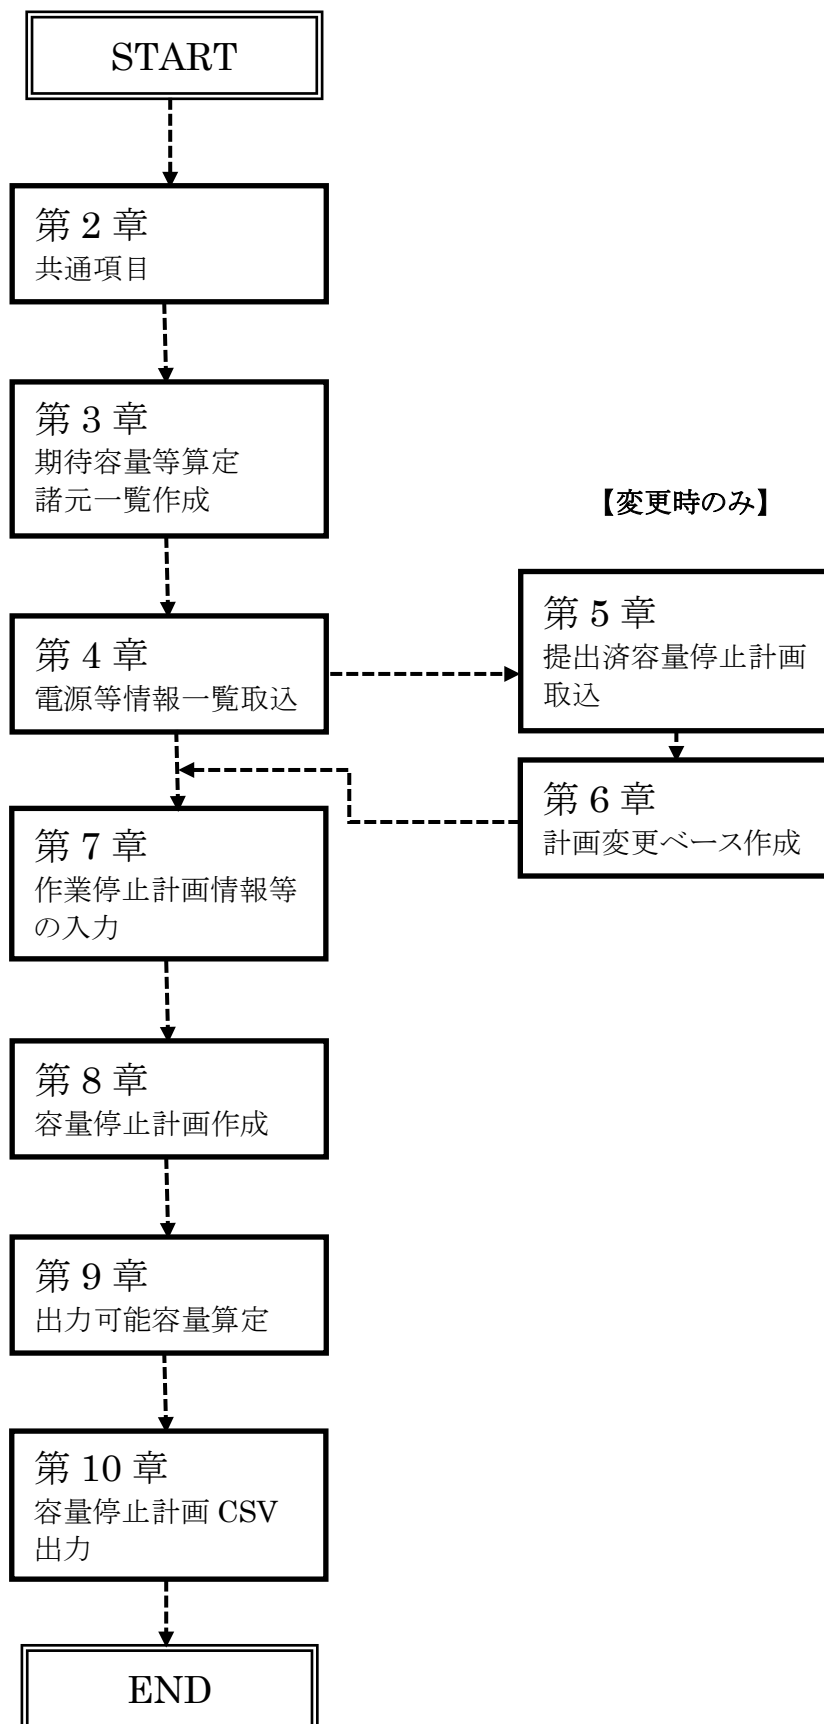 START
第 2 章
共通項目
第 3 章
期待容量等算定
諸元一覧作成
第 4 章
電源等情報一覧取込
【変更時のみ】
第 5 章
提出済容量停止計画
取込
第 6 章
計画変更ベース作成
第 7 章
作業停止計画情報等
の入力
第 8 章
容量停止計画作成
第 9 章
出力可能容量算定
第 10 章
容量停止計画 CSV
出力
END